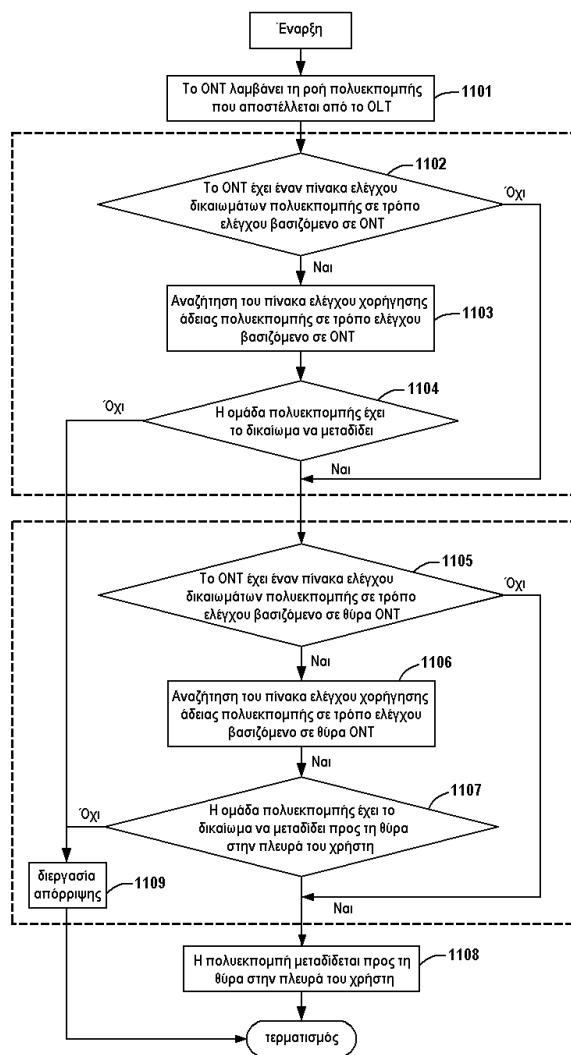 Έναρξη
Το ΟΝΤ λαμβάνει τη ροή πολυεκπομπής
που αποστέλλεται από το OLT
1101
1102
Το ΟΝΤ έχει έναν πίνακα ελέγχου
δικαιωμάτων πολυεκπομπής σε τρόπο
ελέγχου βασιζόμενο σε ΟΝΤ
Όχι
Ναι
Αναζήτηση του πίνακα ελέγχου χορήγησης
άδειας πολυεκπομπής σε τρόπο ελέγχου
βασιζόμενο σε ΟΝΤ
1103
1104
Όχι
Η ομάδα πολυεκπομπής έχει
το δικαίωμα να μεταδίδει
Ναι
1105
Το ΟΝΤ έχει έναν πίνακα ελέγχου
δικαιωμάτων πολυεκπομπής σε τρόπο
ελέγχου βασιζόμενο σε θύρα ΟΝΤ
Όχι
Ναι
1106
Αναζήτηση του πίνακα ελέγχου χορήγησης
άδειας πολυεκπομπής σε τρόπο ελέγχου
βασιζόμενο σε θύρα ΟΝΤ
Ναι
1107
Όχι
Η ομάδα πολυεκπομπής έχει το
δικαίωμα να μεταδίδει προς τη θύρα
στην πλευρά του χρήστη
διεργασία
απόρριψης
1109
Ναι
Η πολυεκπομπή μεταδίδεται προς τη
θύρα στην πλευρά του χρήστη
1108
τερματισμός